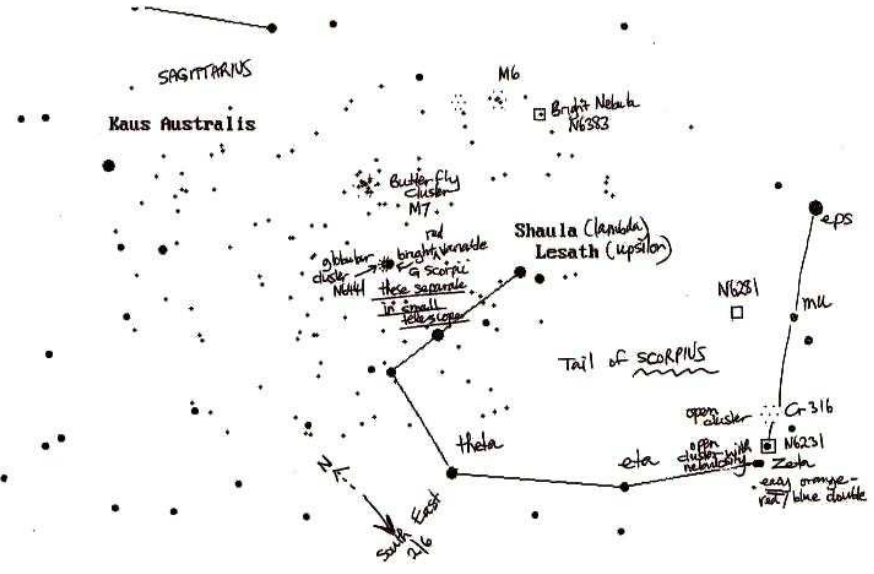 SAGITTARIUS
M6
Bright Nebula
N6383
Kaus Australis
Butterfly
Cluster
M7
eps
Shaula (lambda)
Lesath (upsilon)
red
globular
cluster
N6441
bright variable
G Scorpii
these separate
in small
telescope
N6281
mu
Tail of SCORPIUS
open
cluster
Cr 316
theta
eta
open
cluster with
nebulosity
N6231
Zeta
easy orange-
red/blue double
N
South East
2/6